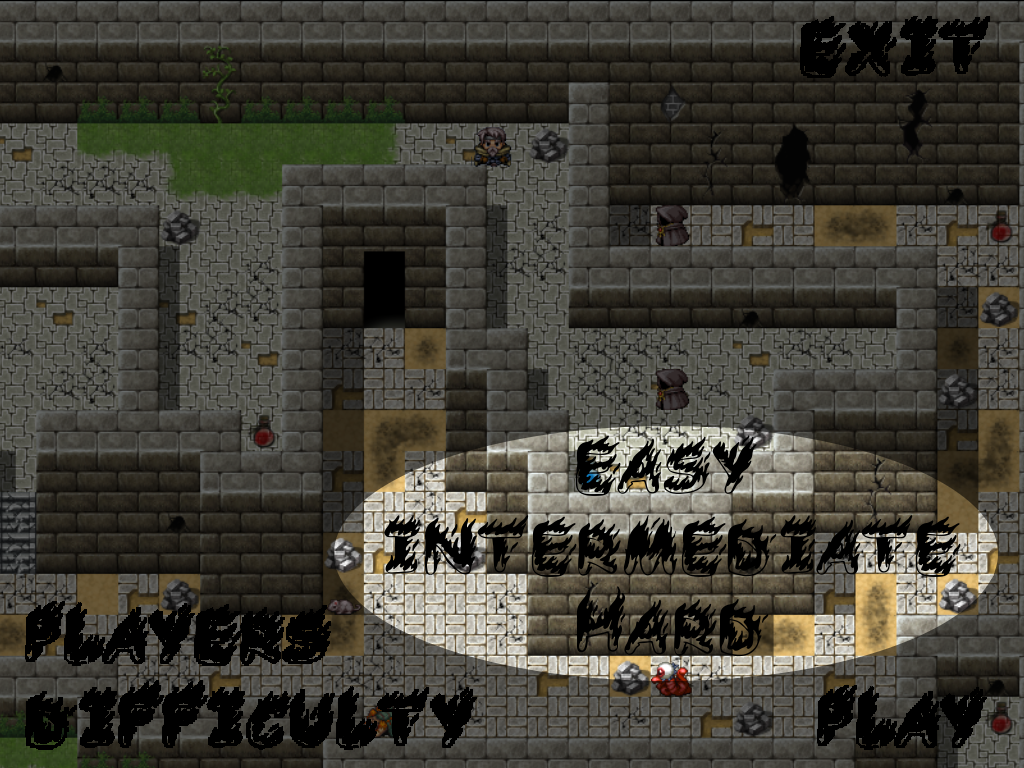 EXIT
EASY
INTERMEDIATE
HARD
PLAYERS
DIFFICULTY
PLAY